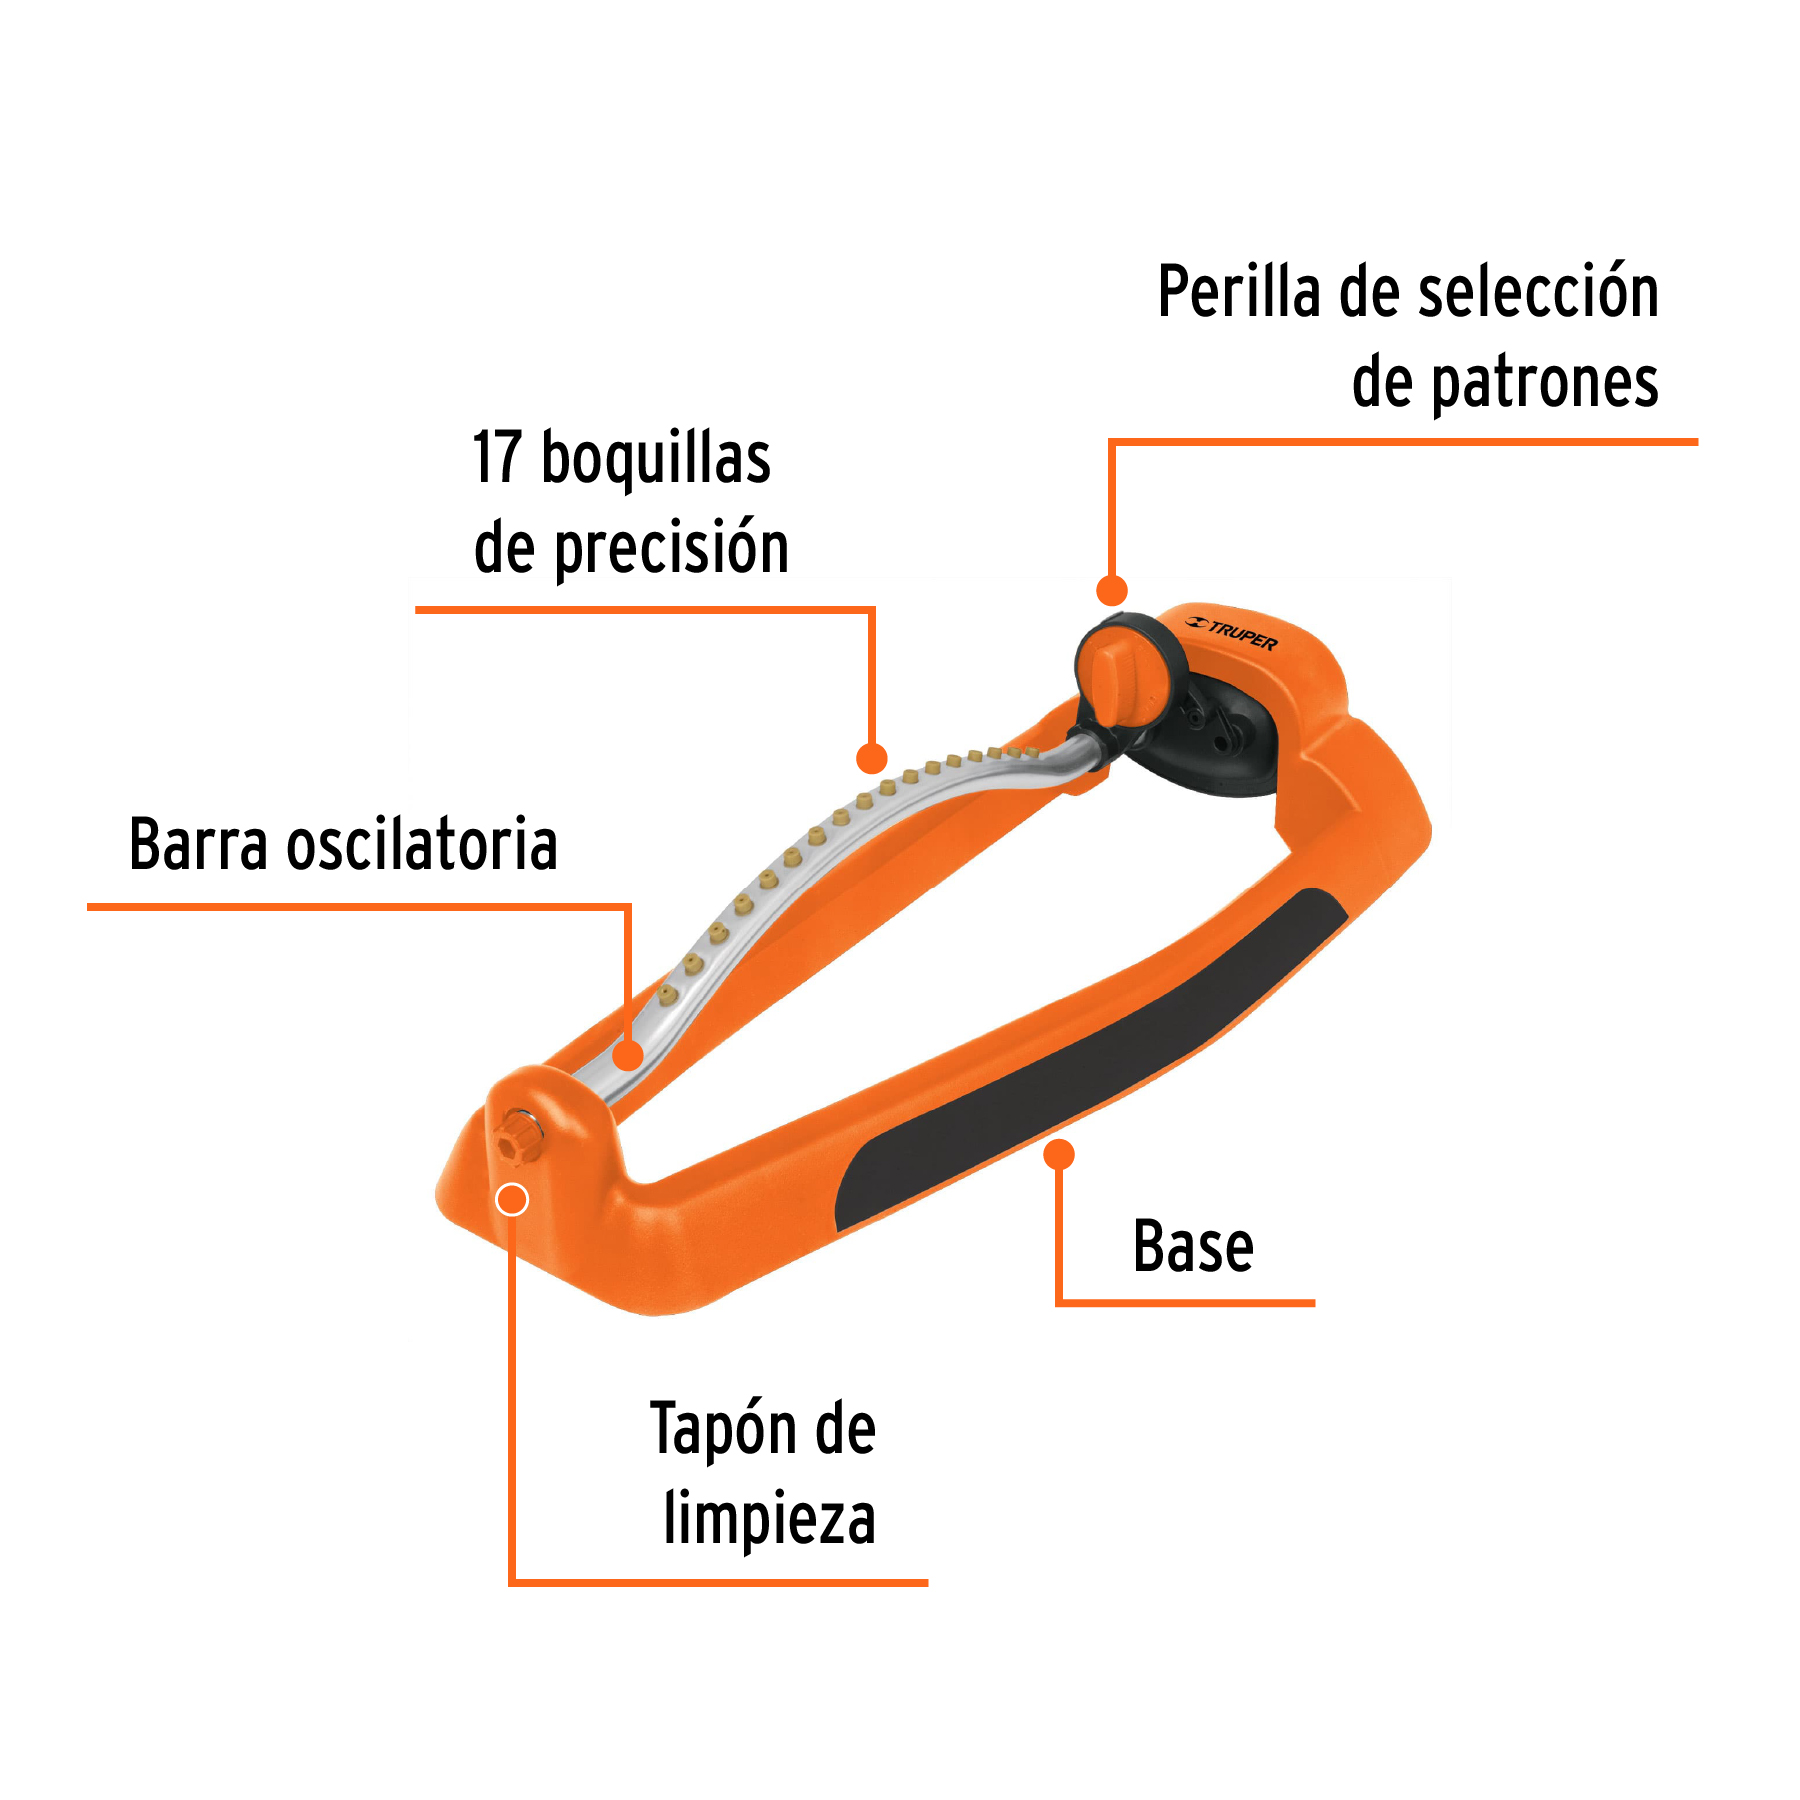 Perilla de selección
de patrones
17 boquillas
de precisión
TRUPER
Barra oscilatoria
Base
Tapón de
limpieza